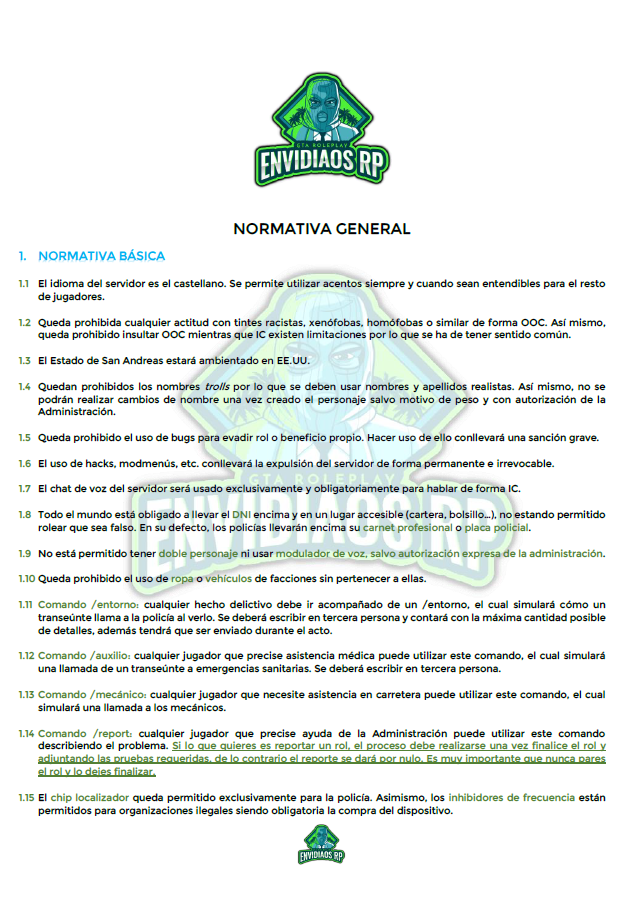 GTA ROLEPLAY
ENVIDIAOS RP
NORMATIVA GENERAL
1. NORMATIVA BÁSICA
1.1 El idioma del servidor es el castellano. Se permite utilizar acentos siempre y cuando sean entendibles para el resto
de jugadores.
1.2 Queda prohibida cualquier actitud con tintes racistas, xenófobas, homófobas o similar de forma OOC. Así mismo,
queda prohibido insultar OOC mientras que IC existen limitaciones por lo que se ha de tener sentido común.
1.3 El Estado de San Andreas estará ambientado en EE.UU.
1.4 Quedan prohibidos los nombres trolls por lo que se deben usar nombres y apellidos realistas. Así mismo, no se
podrán realizar cambios de nombre una vez creado el personaje salvo motivo de peso y con autorización de la
Administración.
1.5 Queda prohibido el uso de bugs para evadir rol o beneficio propio. Hacer uso de ello conllevará una sanción grave.
1.6 El uso de hacks, modmenús, etc. conllevará la expulsión del servidor de forma permanente e irrevocable.
1.7 El chat de voz del servidor será usado exclusivamente y obligatoriamente para hablar de forma IC.
1.8 Todo el mundo está obligado a llevar el DNI encima y en un lugar accesible (cartera, bolsillo...), no estando permitido
rolear que sea falso. En su defecto, los policías llevarán encima su carnet profesional o placa policial.
1.9 No está permitido tener doble personaje ni usar modulador de voz, salvo autorización expresa de la administración.
1.10 Queda prohibido el uso de ropa o vehículos de facciones sin pertenecer a ellas.
1.11 Comando /entorno: cualquier hecho delictivo debe ir acompañado de un /entorno, el cual simulará cómo un
transeúnte llama a la policía al verlo. Se deberá escribir en tercera persona y contará con la máxima cantidad posible
de detalles, además tendrá que ser enviado durante el acto.
1.12 Comando /auxilio: cualquier jugador que precise asistencia médica puede utilizar este comando, el cual simulará
una llamada de un transeúnte a emergencias sanitarias. Se deberá escribir en tercera persona.
1.13 Comando /mecánico: cualquier jugador que necesite asistencia en carretera puede utilizar este comando, el cual
simulará una llamada a los mecánicos.
1.14 Comando /report: cualquier jugador que precise ayuda de la Administración puede utilizar este comando
describiendo el problema. Si lo que quieres es reportar un rol, el proceso debe realizarse una vez finalice el rol y
adjuntando las pruebas requeridas, de lo contrario el reporte se dará por nulo. Es muy importante que nunca pares
el rol y lo dejes finalizar.
1.15 El chip localizador queda permitido exclusivamente para la policía. Asimismo, los inhibidores de frecuencia están
permitidos para organizaciones ilegales siendo obligatoria la compra del dispositivo.
GTA ROLEPLAY
ENVIDIAOS RP
ENVIDIAOS RP